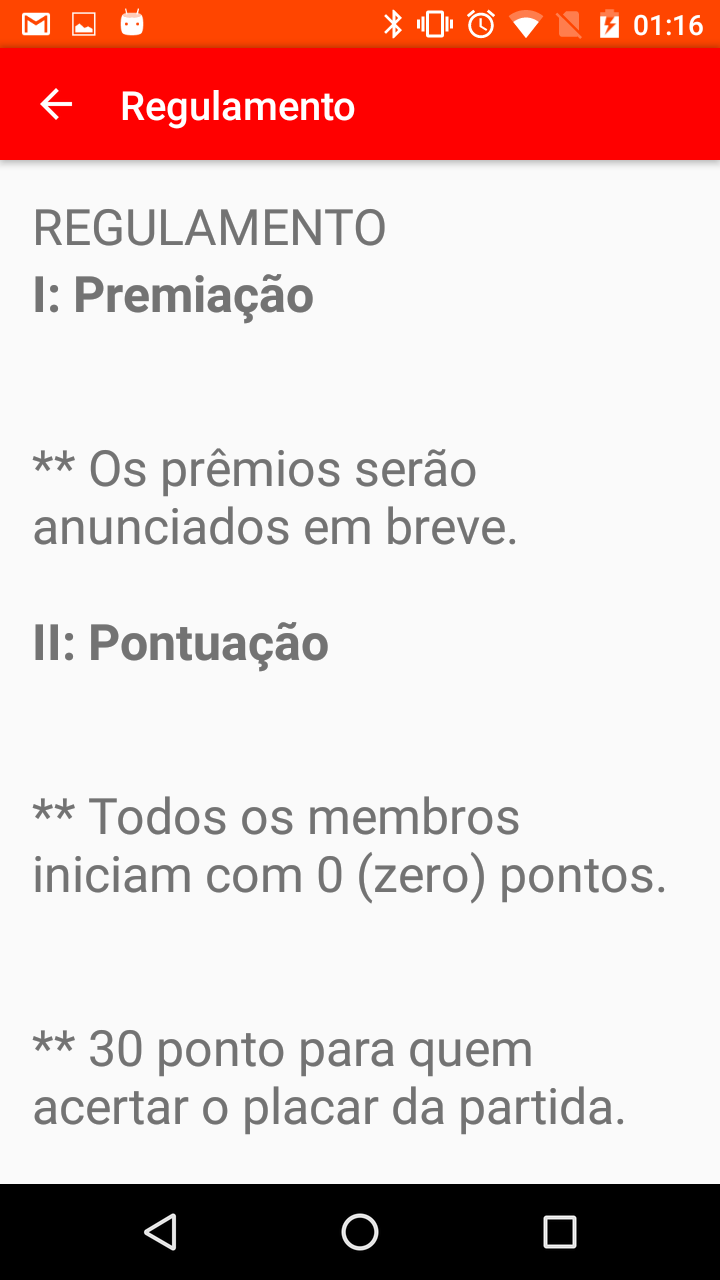 01:16
Regulamento
REGULAMENTO
I: Premiação
** Os prêmios serão
anunciados em breve.
II: Pontuação
** Todos os membros
iniciam com 0 (zero) pontos.
** 30 ponto para quem
acertar o placar da partida.